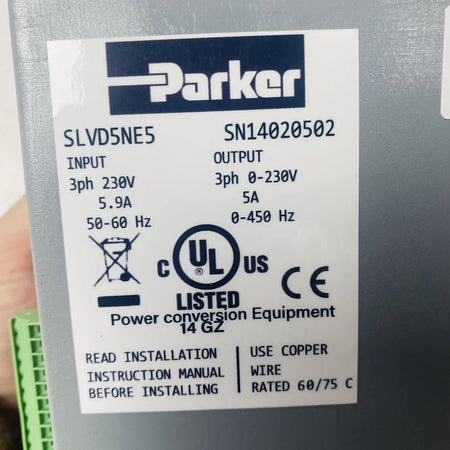 Parker
SLVD5NE5 SN14020502
INPUT OUTPUT
3ph 230V 3ph 0-230V
5.9A 5A
50-60 Hz 0-450 Hz
C UL ® US
LISTED
CE
Power conversion Equipment
14 GZ
READ INSTALLATION
INSTRUCTION MANUAL
BEFORE INSTALLING
USE COPPER
WIRE
RATED 60/75 C